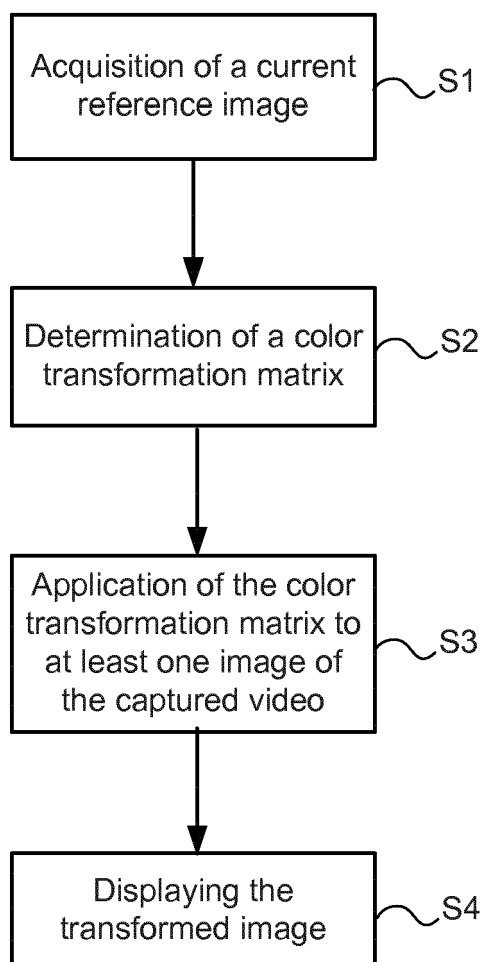 Acquisition of a current
reference image
S1
Determination of a color
transformation matrix
S2
Application of the color
transformation matrix to
at least one image of
the captured video
S3
Displaying the
transformed image
S4